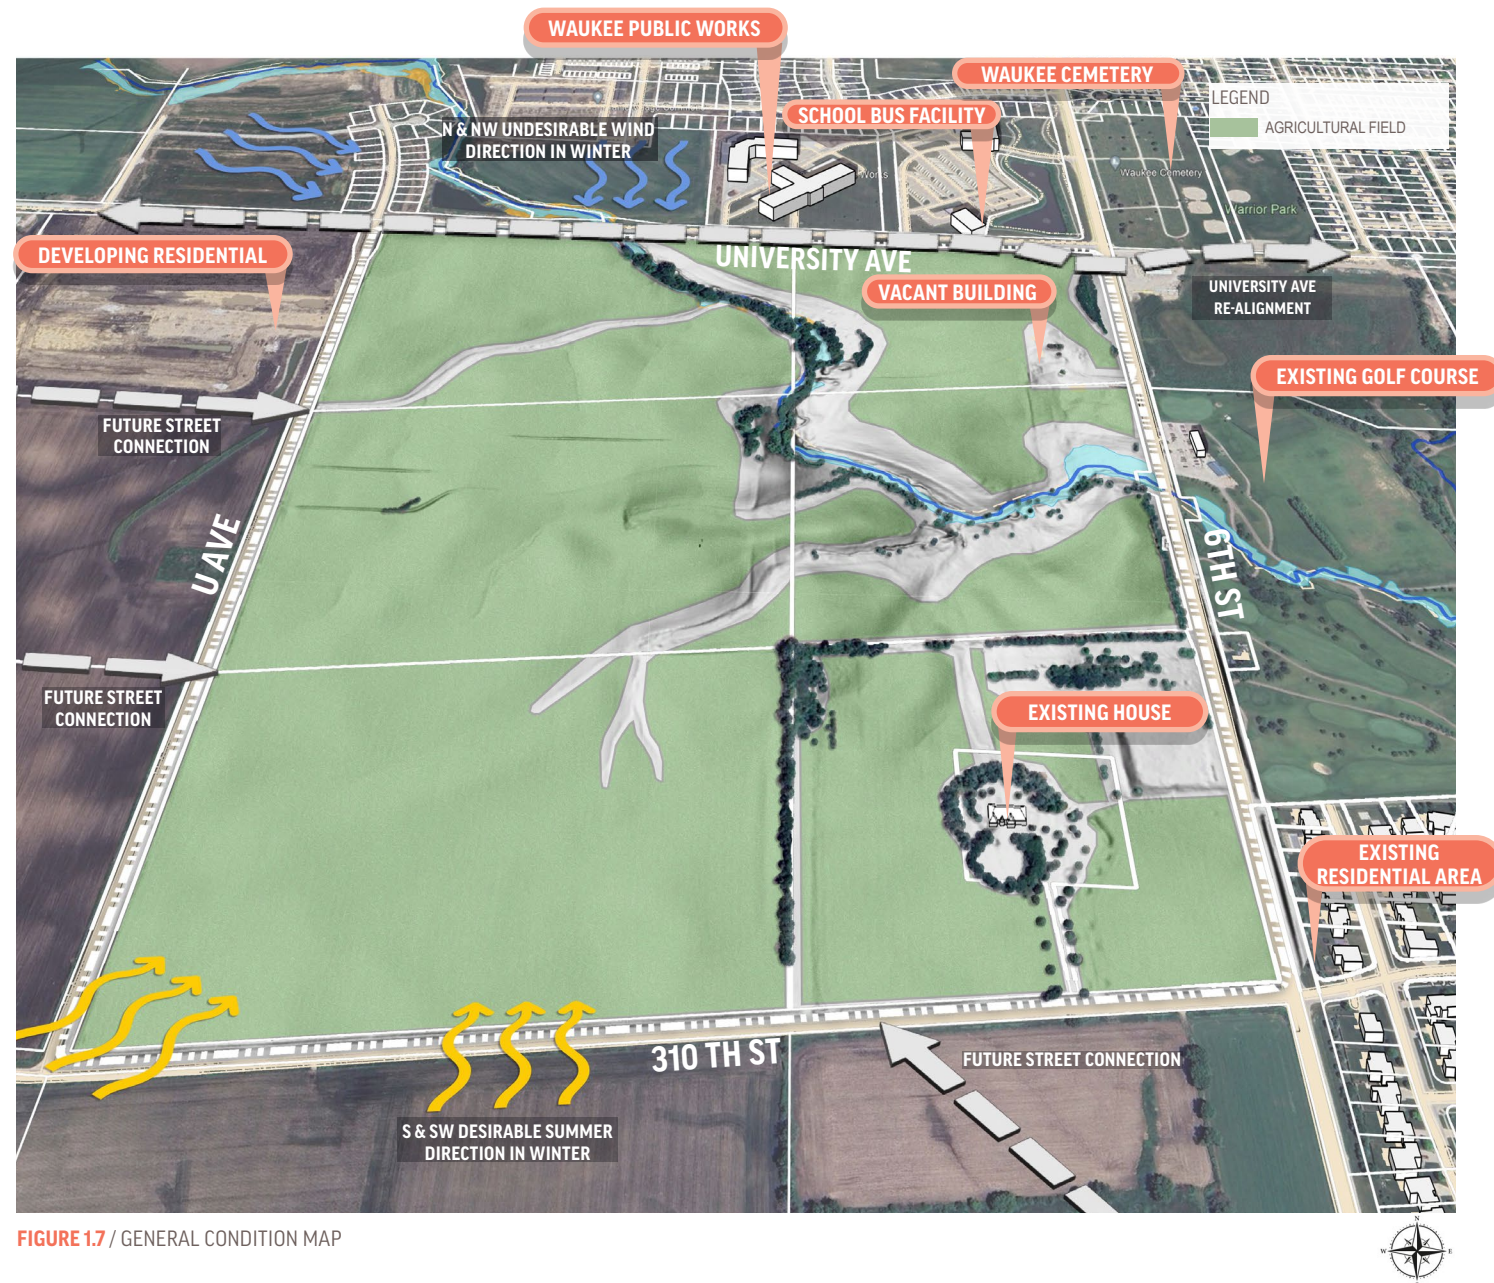 WAUKEE PUBLIC WORKS
WAUKEE CEMETERY
LEGEND
AGRICULTURAL FIELD
SCHOOL BUS FACILITY
N & NW UNDESIRABLE WIND
DIRECTION IN WINTER
Works
Waukee Cemetery
Warrior Park
DEVELOPING RESIDENTIAL
UNIVERSITY AVE
VACANT BUILDING
UNIVERSITY AVE
RE-ALIGNMENT
EXISTING GOLF COURSE
FUTURE STREET
CONNECTION
U AVE
6TH ST
FUTURE STREET
CONNECTION
EXISTING HOUSE
EXISTING
RESIDENTIAL AREA
310 TH ST
FUTURE STREET CONNECTION
S & SW DESIRABLE SUMMER
DIRECTION IN WINTER
FIGURE 1.7 / GENERAL CONDITION MAP
N
W E
S